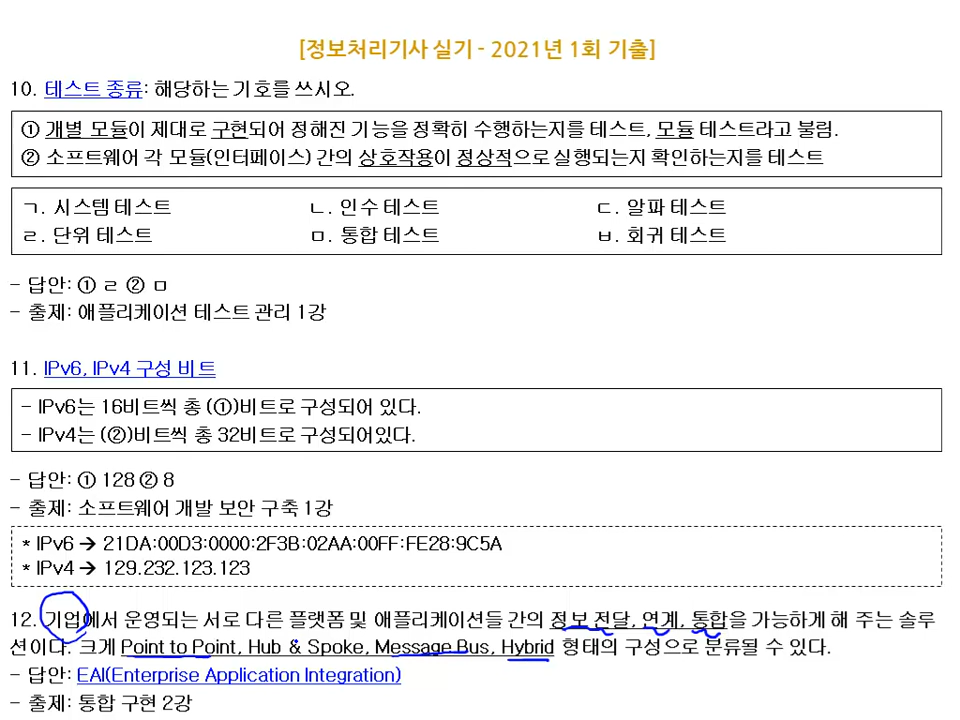 [정보처리기사 실기 - 2021년 1회 기출]
10. 테스트 종류: 해당하는 기호를 쓰시오.
① 개별 모듈이 제대로 구현되어 정해진 기능을 정확히 수행하는지를 테스트, 모듈 테스트라고 불림.
② 소프트웨어 각 모듈(인터페이스) 간의 상호작용이 정상적으로 실행되는지 확인하는지를 테스트
ㄱ. 시스템 테스트 ㄴ. 인수 테스트 ㄷ. 알파 테스트
ㄹ. 단위 테스트 ㅁ. 통합 테스트 ㅂ. 회귀 테스트
- 답안: ① ㄹ ② ㅁ
- 출제: 애플리케이션 테스트 관리 1강
11. IPv6, IPv4 구성 비트
- IPv6는 16비트씩 총 (①)비트로 구성되어 있다.
- IPv4는 (②)비트씩 총 32비트로 구성되어있다.
- 답안: ① 128 ② 8
- 출제: 소프트웨어 개발 보안 구축 1강
* IPv6 → 21DA:00D3:0000:2F3B:02AA:00FF:FE28:9C5A
* IPv4 → 129.232.123.123
12. 기업에서 운영되는 서로 다른 플랫폼 및 애플리케이션들 간의 정보 전달, 연계, 통합을 가능하게 해 주는 솔루
션이다. 크게 Point to Point, Hub & Spoke, Message Bus, Hybrid 형태의 구성으로 분류될 수 있다.
- 답안: EAI(Enterprise Application Integration)
- 출제: 통합 구현 2강